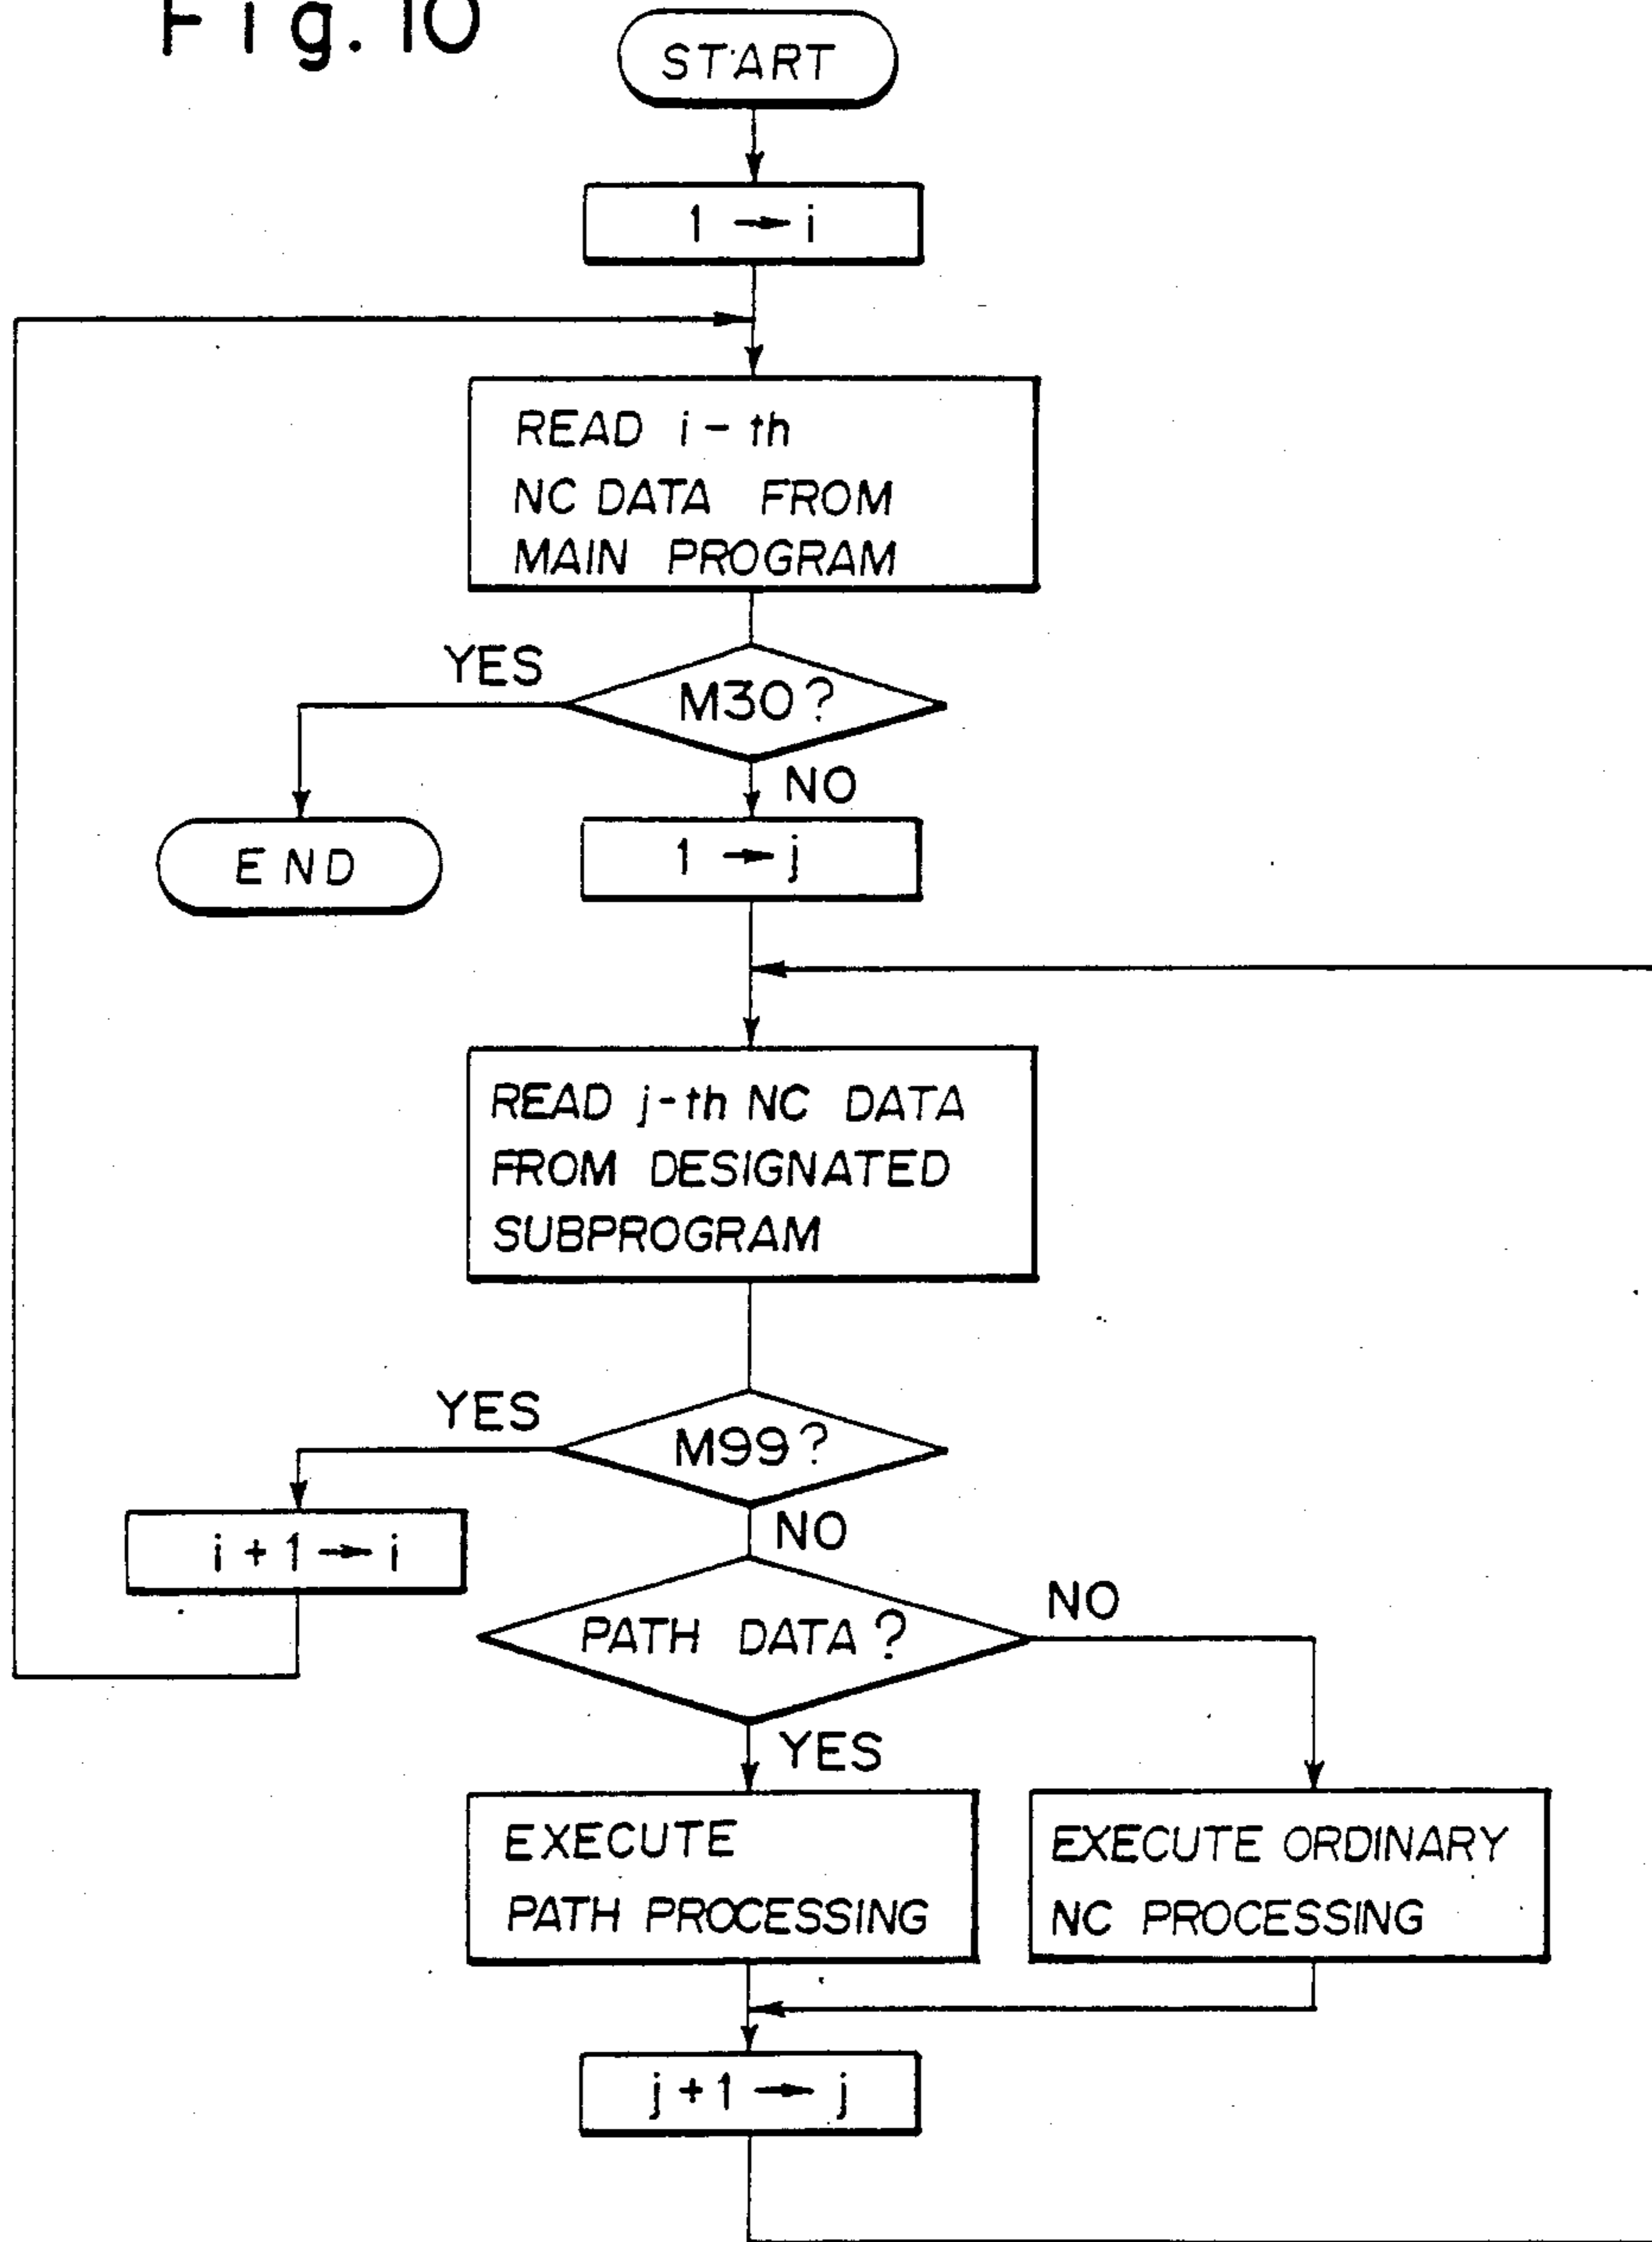 Fig. 10
START
1 → i
READ i-th
NC DATA FROM
MAIN PROGRAM
YES
M30?
NO
END
1 → j
READ j-th NC DATA
FROM DESIGNATED
SUBPROGRAM
YES
M99?
NO
i + 1 → i
PATH DATA?
NO
YES
EXECUTE
PATH PROCESSING
EXECUTE ORDINARY
NC PROCESSING
j + 1 → j